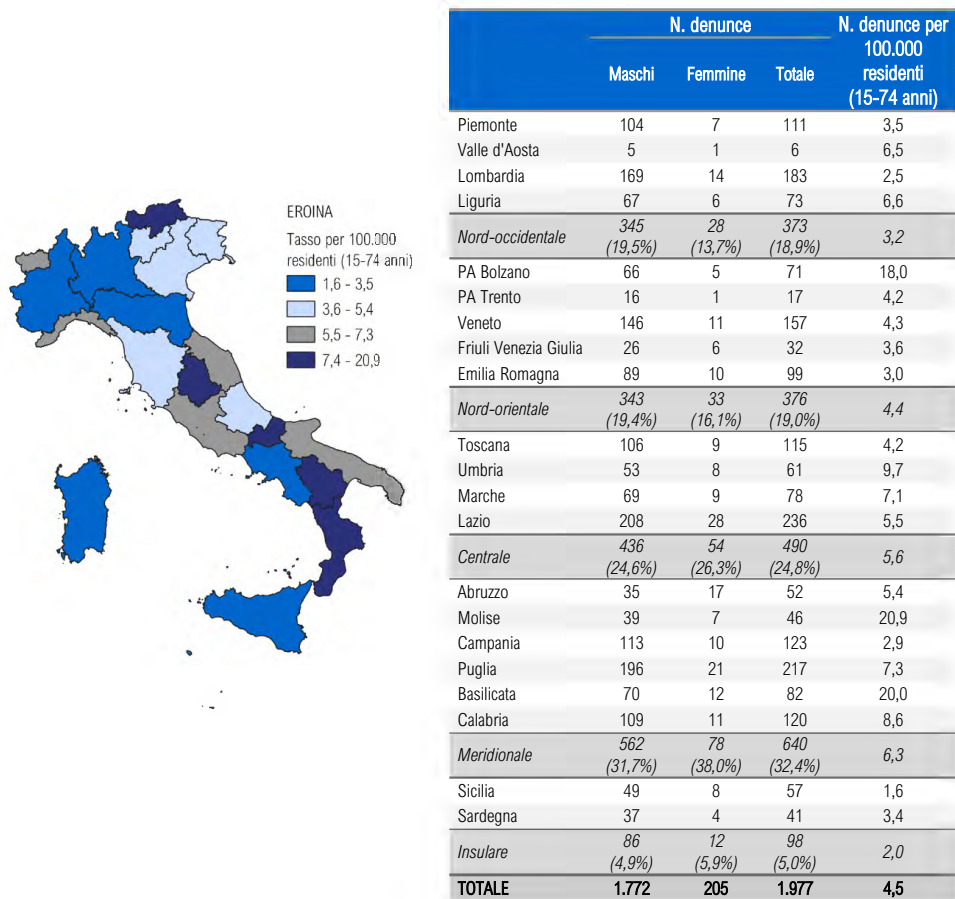 EROINA
Tasso per 100.000
residenti (15-74 anni)
1,6 - 3,5
3,6 - 5,4
5,5 - 7,3
7,4 - 20,9
N. denunce N. denunce per
100.000
residenti
(15-74 anni)
Maschi Femmine Totale
Piemonte 104 7 111 3,5
Valle d'Aosta 5 1 6 6,5
Lombardia 169 14 183 2,5
Liguria 67 6 73 6,6
Nord-occidentale 345 28 373 3,2
(19,5%) (13,7%) (18,9%)
PA Bolzano 66 5 71 18,0
PA Trento 16 1 17 4,2
Veneto 146 11 157 4,3
Friuli Venezia Giulia 26 6 32 3,6
Emilia Romagna 89 10 99 3,0
Nord-orientale 343 33 376 4,4
(19,4%) (16,1%) (19,0%)
Toscana 106 9 115 4,2
Umbria 53 8 61 9,7
Marche 69 9 78 7,1
Lazio 208 28 236 5,5
Centrale 436 54 490 5,6
(24,6%) (26,3%) (24,8%)
Abruzzo 35 17 52 5,4
Molise 39 7 46 20,9
Campania 113 10 123 2,9
Puglia 196 21 217 7,3
Basilicata 70 12 82 20,0
Calabria 109 11 120 8,6
Meridionale 562 78 640 6,3
(31,7%) (38,0%) (32,4%)
Sicilia 49 8 57 1,6
Sardegna 37 4 41 3,4
Insulare 86 12 98 2,0
(4,9%) (5,9%) (5,0%)
TOTALE 1.772 205 1.977 4,5